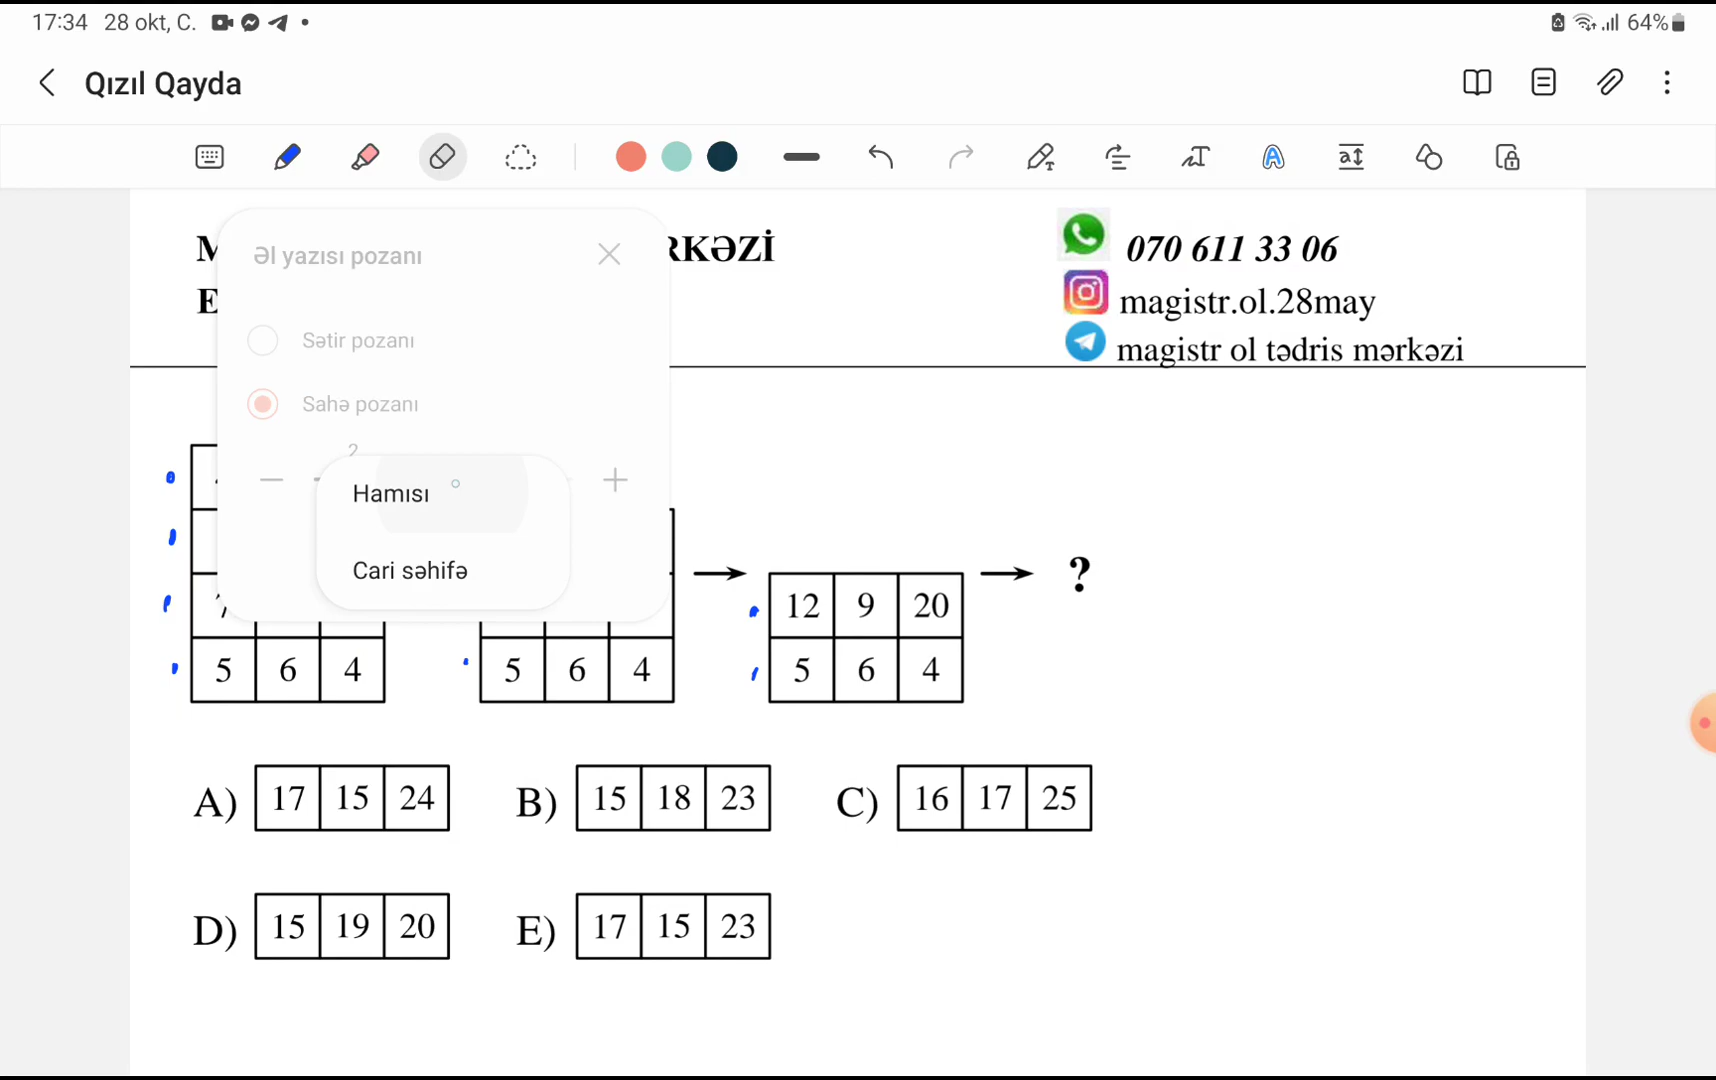 17:34 28 okt, C. 64%
Qızıl Qayda
RKƏZİ
070 611 33 06
magistr.ol.28may
magistr ol tədris mərkəzi
Əl yazısı pozanı
Sətir pozanı
Sahə pozanı
2
Hamısı
Cari səhifə
?
12 9 20
5 6 4 5 6 4 5 6 4
A) 17 15 24 B) 15 18 23 C) 16 17 25
D) 15 19 20 E) 17 15 23